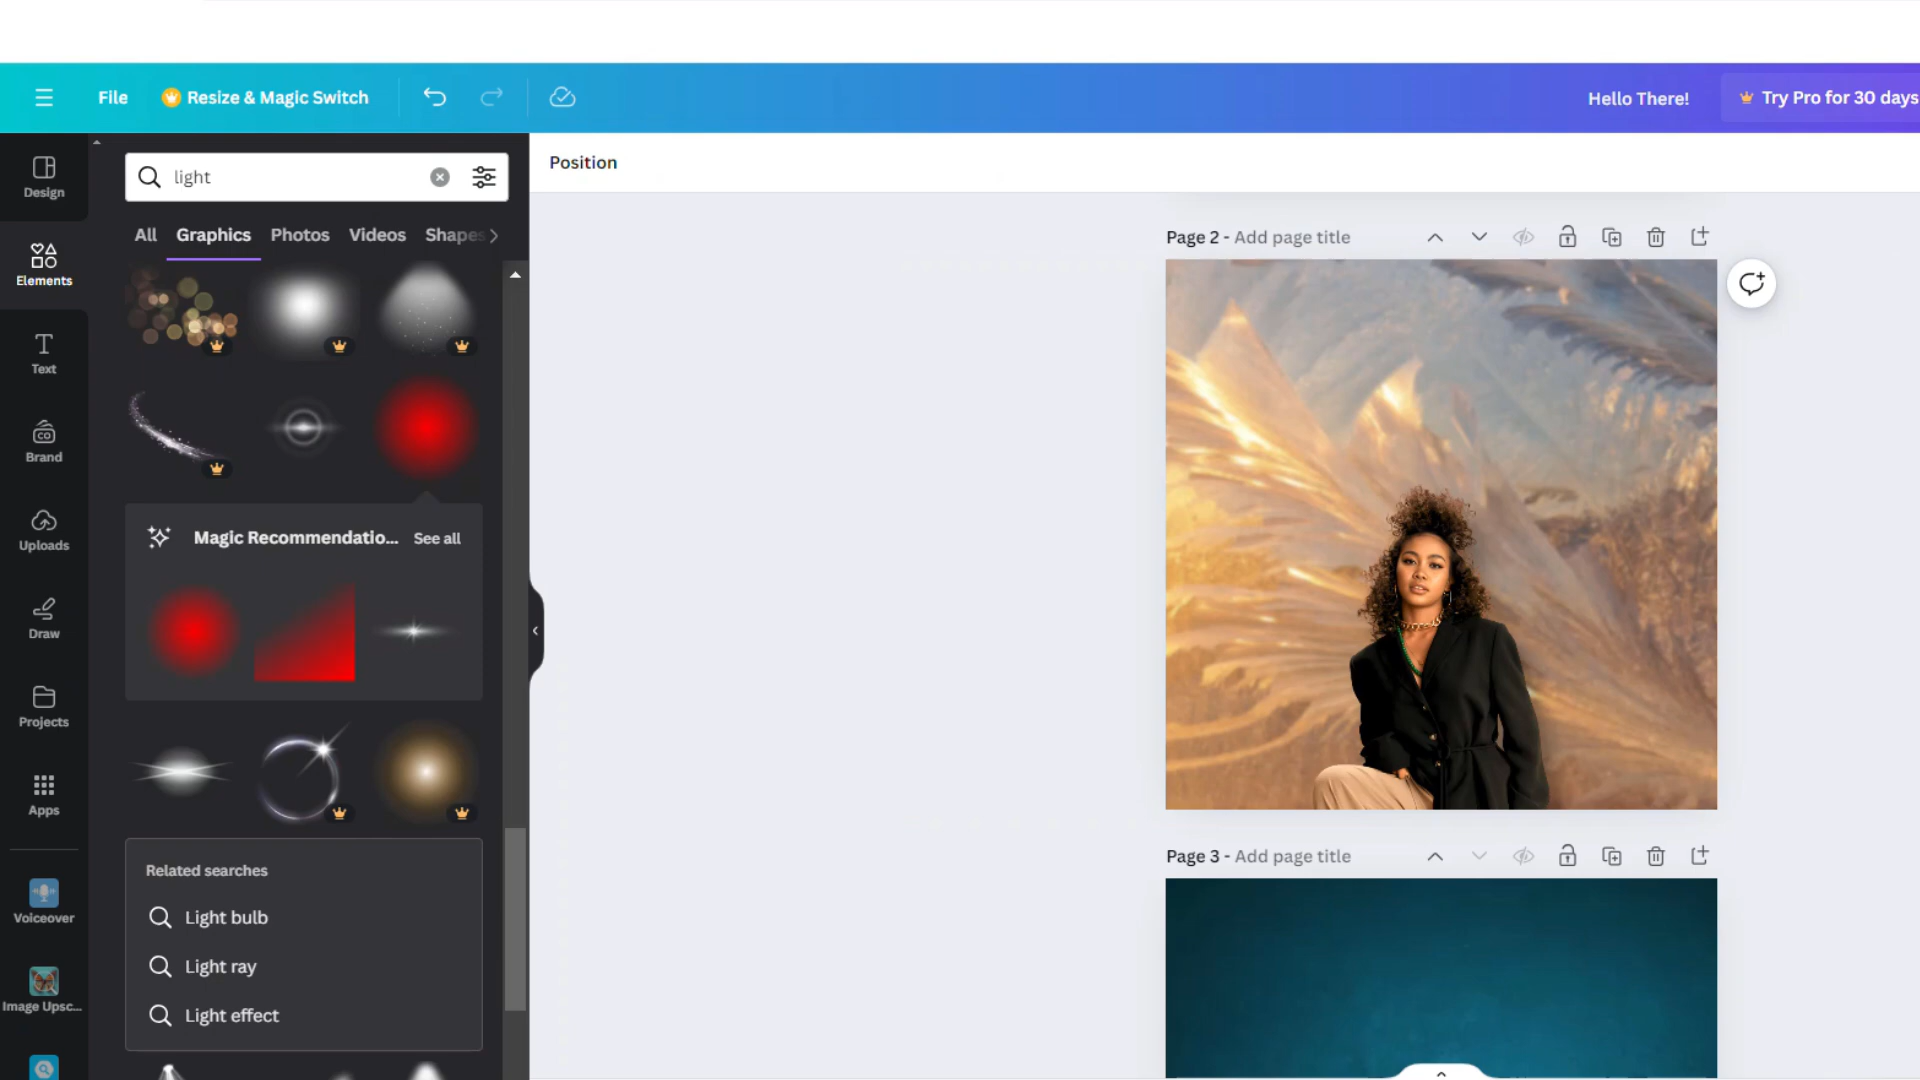 File
Resize & Magic Switch
Hello There!
Try Pro for 30 days
Design
Elements
Text
Brand
Uploads
Draw
Projects
Apps
Voiceover
Image Upsc...
light
All Graphics Photos Videos Shapes
Magic Recommendatio... See all
Related searches
Light bulb
Light ray
Light effect
Position
Page 2 - Add page title
Page 3 - Add page title